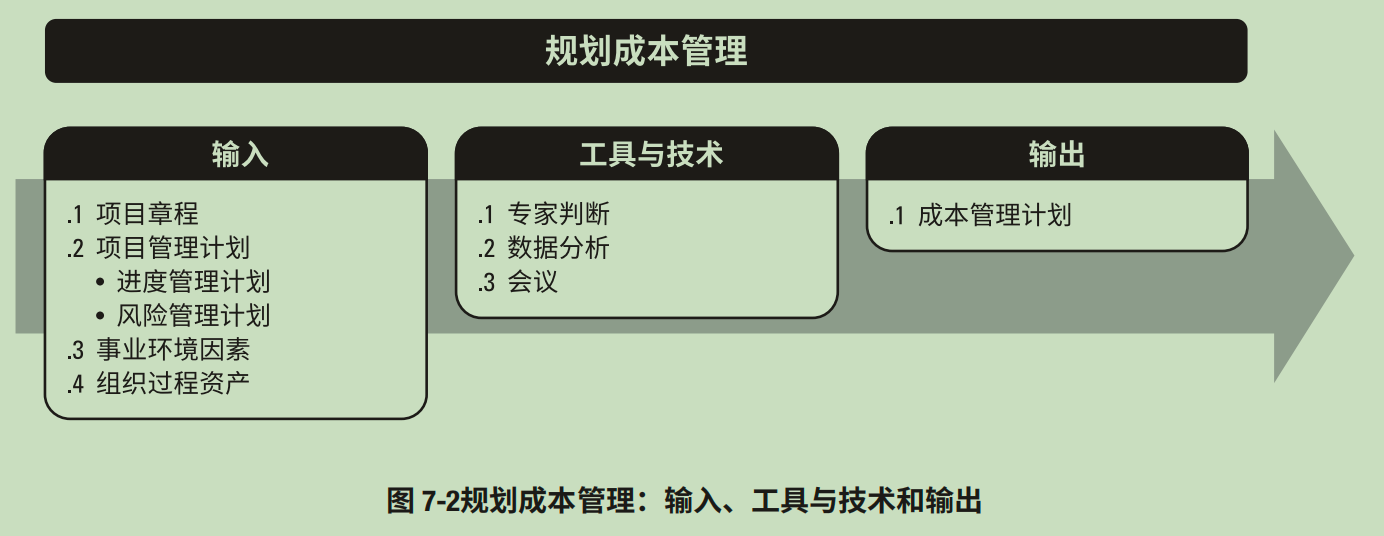 规划成本管理
输入
.1 项目章程
.2 项目管理计划
• 进度管理计划
• 风险管理计划
.3 事业环境因素
.4 组织过程资产
工具与技术
.1 专家判断
.2 数据分析
.3 会议
输出
.1 成本管理计划
图 7-2规划成本管理：输入、工具与技术和输出